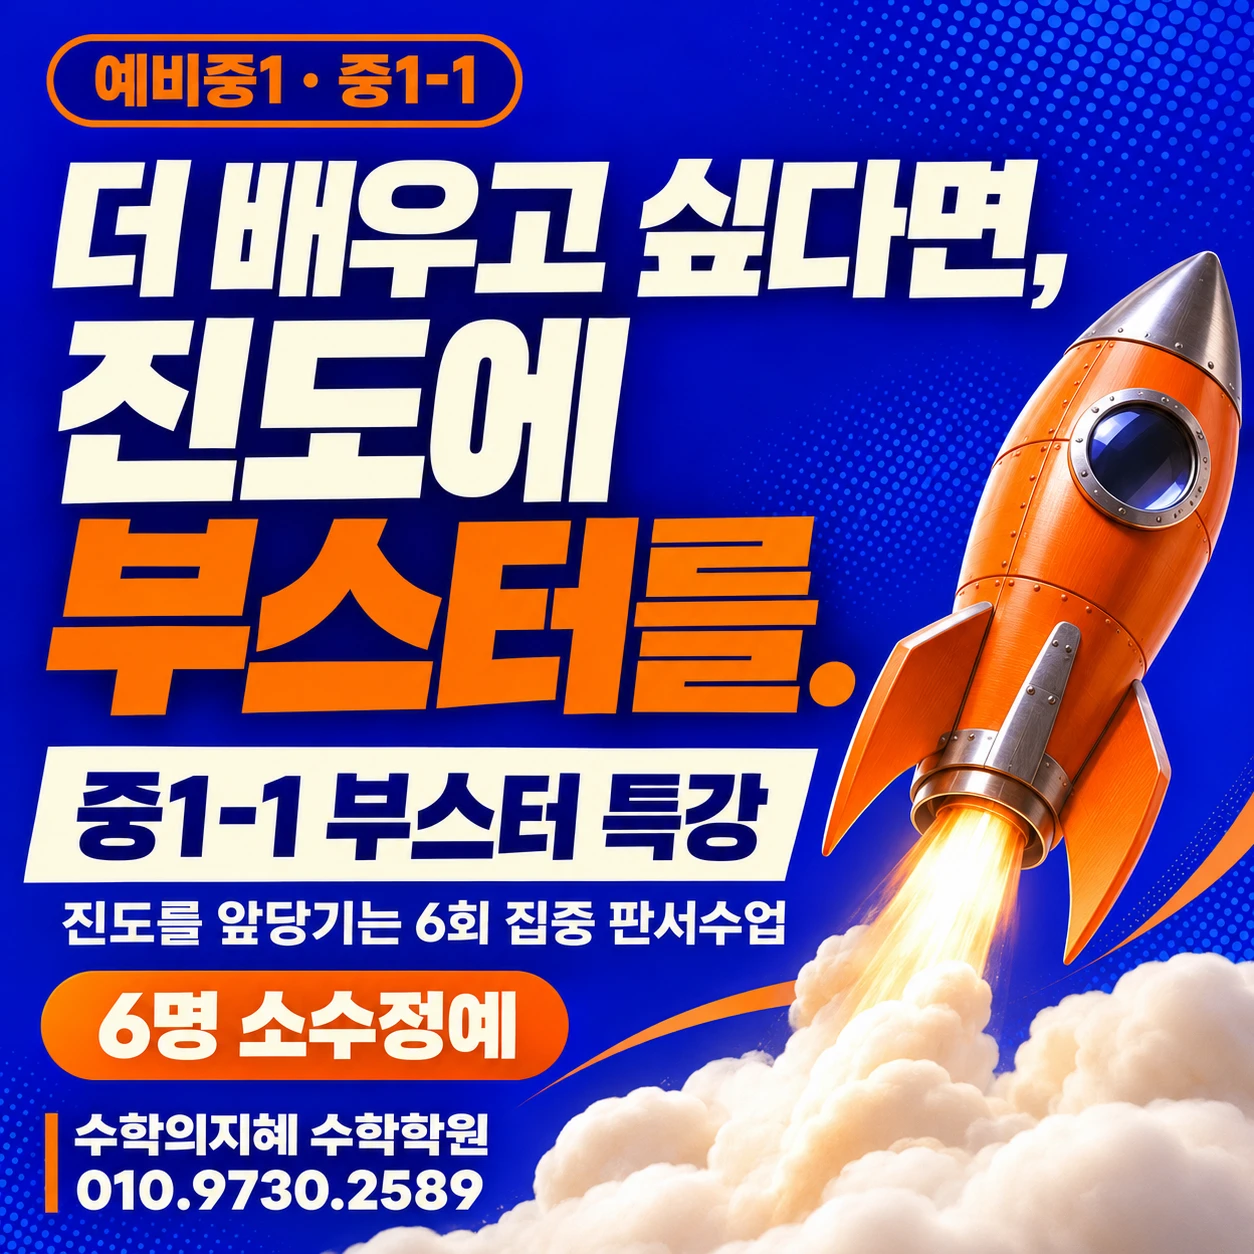 예비중1 · 중1-1
더 배우고 싶다면,
진도에
부스터를.
중1-1 부스터 특강
진도를 앞당기는 6회 집중 판서수업
6명 소수정예
수학의지혜 수학학원
010.9730.2589